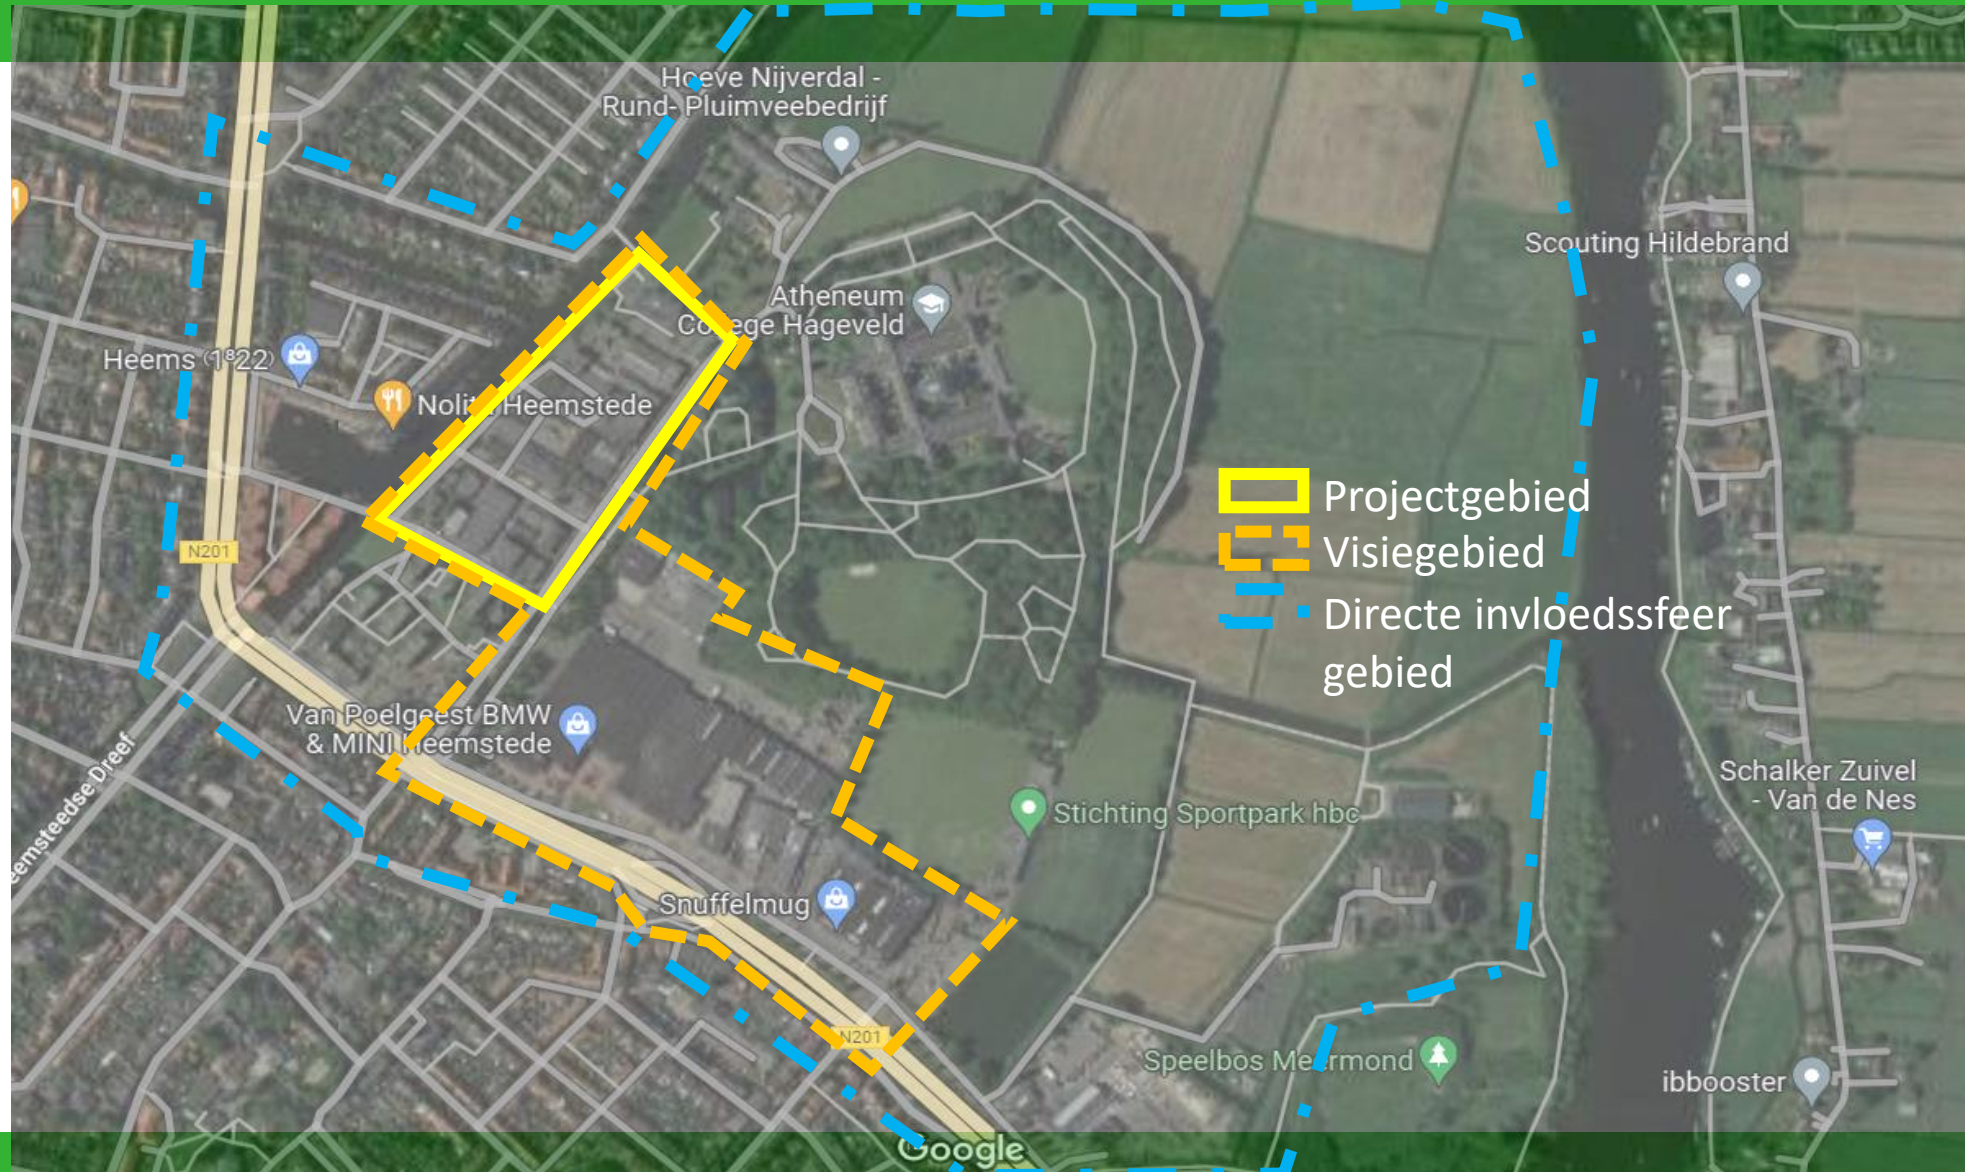 Hoeve Nijverdal -
Rund- Pluimveebedrijf
Scouting Hildebrand
Atheneum
College Hageveld
Heems (1822)
Nolita Heemstede
Projectgebied
N201
Visiegebied
Directe invloedssfeer
gebied
Van Poelgeest BMW
& MINI Heemstede
eemsteedse Dreef
Schalker Zuivel
- Van de Nes
Stichting Sportpark hbc
Snuffelmug
N201
Speelbos Meermond
ibbooster
Google